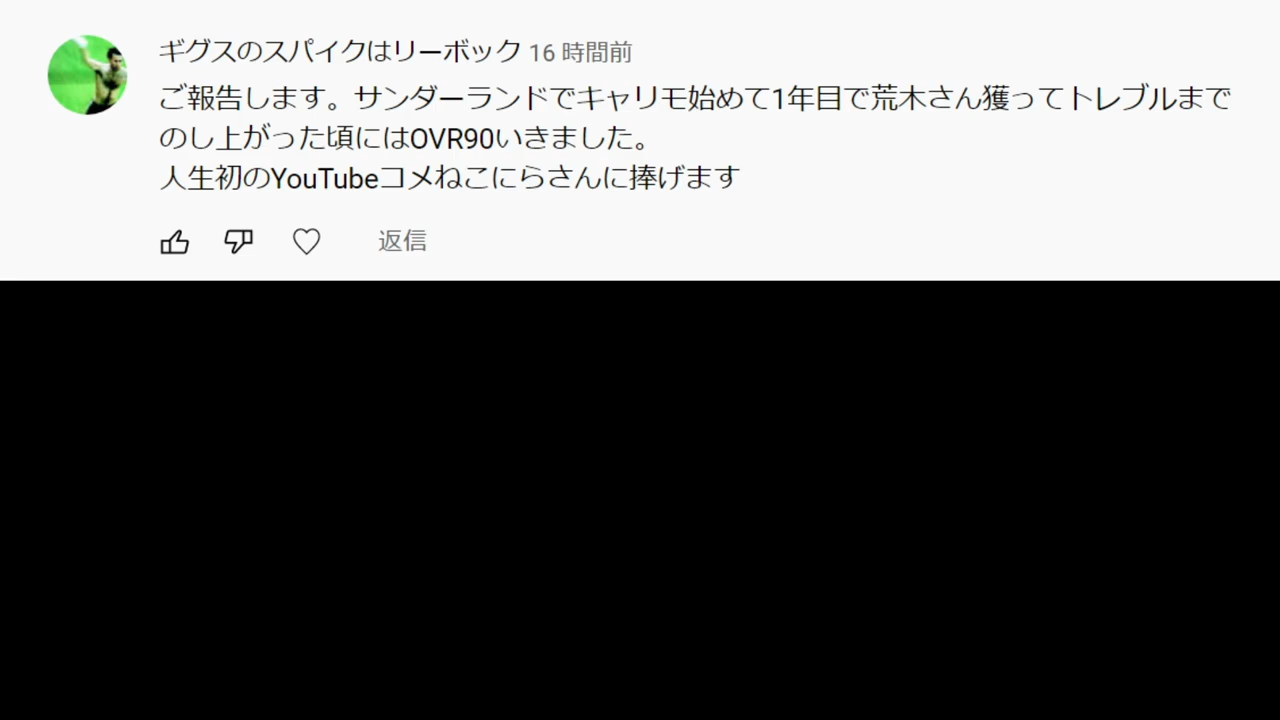 ギグスのスパイクはリーボック 16 時間前
ご報告します。サンダーランドでキャリモ始めて1年目で荒木さん獲ってトレブルまで
のし上がった頃にはOVR90いきました。
人生初のYouTubeコメねこにらさんに捧げます
返信